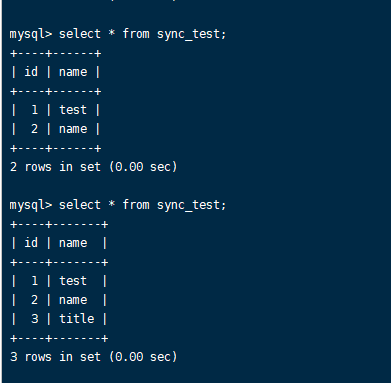 mysql> select * from sync_test;
+----+------+
| id | name |
+----+------+
|  1 | test |
|  2 | name |
+----+------+
2 rows in set (0.00 sec)
mysql> select * from sync_test;
+----+-------+
| id | name  |
+----+-------+
|  1 | test  |
|  2 | name  |
|  3 | title |
+----+-------+
3 rows in set (0.00 sec)